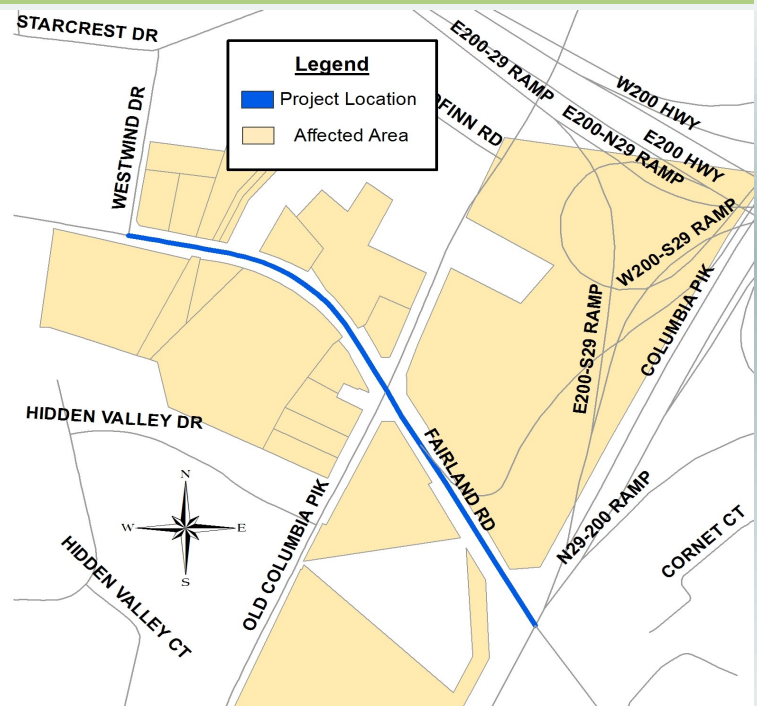 STARCREST DR
Legend
Project Location
Affected Area
WESTWIND DR
E200-29 RAMP
W200 HWY
E200-N29 RAMP
E200 HWY
W200-S29 RAMP
COLUMBIA PIK
E200-S29 RAMP
HIDDEN VALLEY DR
FAIRLAND RD
N
W
E
S
OLD COLUMBIA PIK
N29-200 RAMP
CORNET CT
HIDDEN VALLEY CT